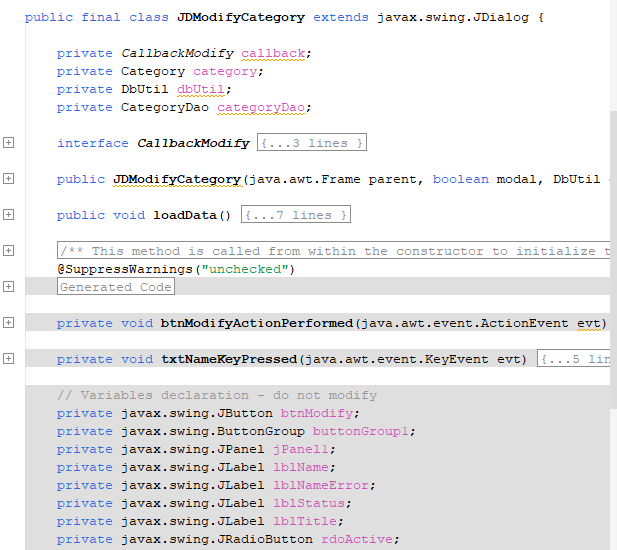 public final class JDModifyCategory extends javax.swing.JDialog {
private CallbackModify callback;
private Category category;
private DbUtil dbUtil;
private CategoryDao categoryDao;
interface CallbackModify {...3 lines }
public JDModifyCategory(java.awt.Frame parent, boolean modal, DbUtil
public void loadData() {...7 lines }
/** This method is called from within the constructor to initialize t
@SuppressWarnings("unchecked")
Generated Code
private void btnModifyActionPerformed(java.awt.event.ActionEvent evt)
private void txtNameKeyPressed(java.awt.event.KeyEvent evt) {...5 lin
// Variables declaration - do not modify
private javax.swing.JButton btnModify;
private javax.swing.ButtonGroup buttonGroup1;
private javax.swing.JPanel jPanel1;
private javax.swing.JLabel lblName;
private javax.swing.JLabel lblNameError;
private javax.swing.JLabel lblStatus;
private javax.swing.JLabel lblTitle;
private javax.swing.JRadioButton rdoActive;